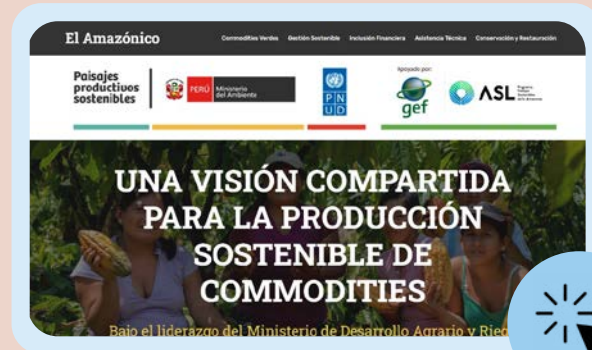 El Amazónico
Commodities Verdes Gestión Sostenible Inclusión Financiera Asistencia Técnica Conservación y Restauración
Paisajes
productivos
sostenibles
PERÚ Ministerio
del Ambiente
P N
U D
Apoyado por:
gef
ASL
UNA VISIÓN COMPARTIDA
PARA LA PRODUCCIÓN
SOSTENIBLE DE
COMMODITIES
Bajo el liderazgo del Ministerio de Desarrollo Agrario y Rieg